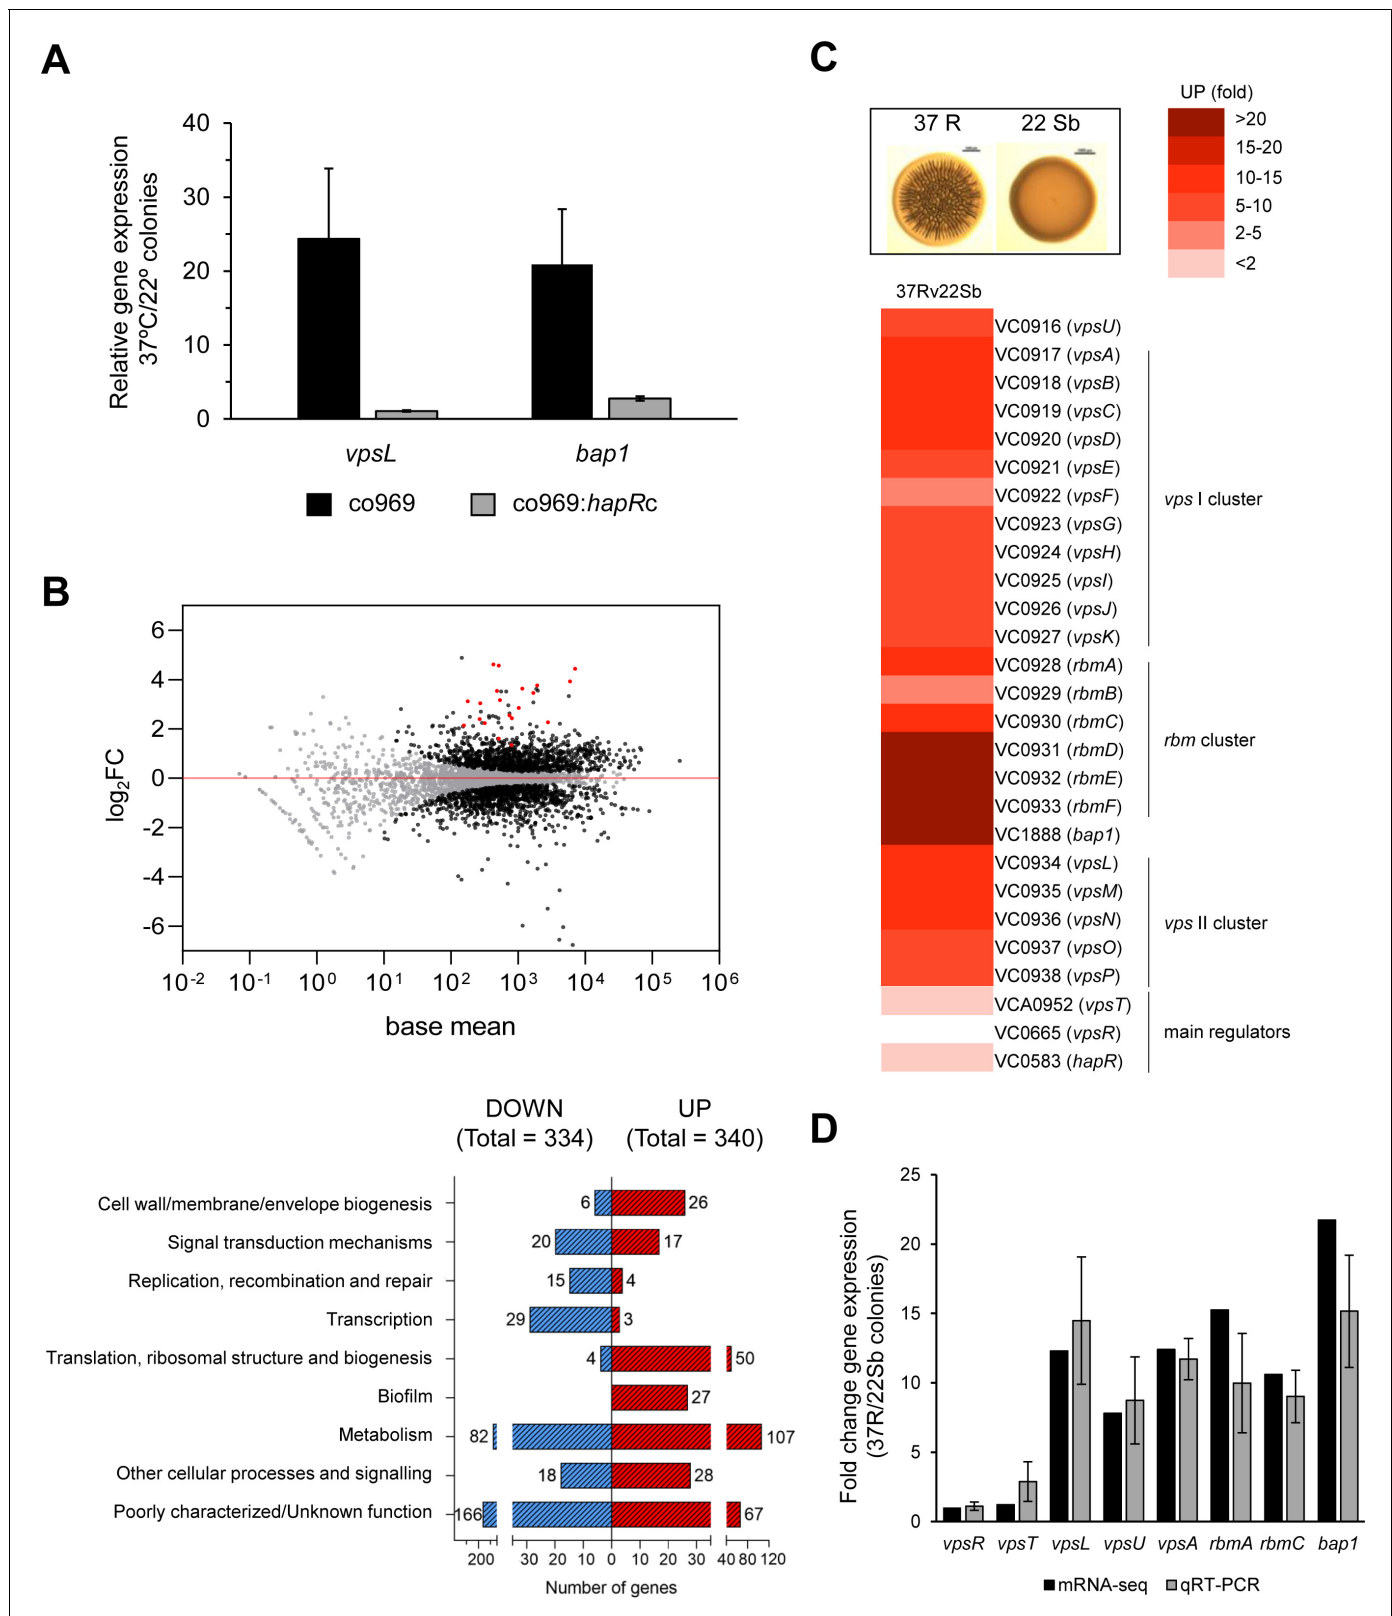 A
Relative gene expression
37ºC/22º colonies
40
30
20
10
0
vpsL
bap1
co969
co969:hapRc
B
log2FC
6
4
2
0
-2
-4
-6
10-2
10-1
100
101
102
103
104
105
106
base mean
DOWN
(Total = 334)
UP
(Total = 340)
Cell wall/membrane/envelope biogenesis
6
26
Signal transduction mechanisms
20
17
Replication, recombination and repair
15
4
Transcription
29
3
Translation, ribosomal structure and biogenesis
4
50
Biofilm
27
Metabolism
82
107
Other cellular processes and signalling
18
28
Poorly characterized/Unknown function
166
67
200
30
20
10
0
10
20
30
40
80
120
Number of genes
C
37 R
22 Sb
UP (fold)
>20
15-20
10-15
5-10
2-5
<2
37Rv22Sb
VC0916 (vpsU)
VC0917 (vpsA)
VC0918 (vpsB)
VC0919 (vpsC)
VC0920 (vpsD)
VC0921 (vpsE)
VC0922 (vpsF)
VC0923 (vpsG)
VC0924 (vpsH)
VC0925 (vpsI)
VC0926 (vpsJ)
VC0927 (vpsK)
VC0928 (rbmA)
VC0929 (rbmB)
VC0930 (rbmC)
VC0931 (rbmD)
VC0932 (rbmE)
VC0933 (rbmF)
VC1888 (bap1)
VC0934 (vpsL)
VC0935 (vpsM)
VC0936 (vpsN)
VC0937 (vpsO)
VC0938 (vpsP)
VCA0952 (vpsT)
VC0665 (vpsR)
VC0583 (hapR)
vps I cluster
rbm cluster
vps II cluster
main regulators
D
Fold change gene expression
(37R/22Sb colonies)
25
20
15
10
5
0
vpsR
vpsT
vpsL
vpsU
vpsA
rbmA
rbmC
bap1
mRNA-seq
qRT-PCR